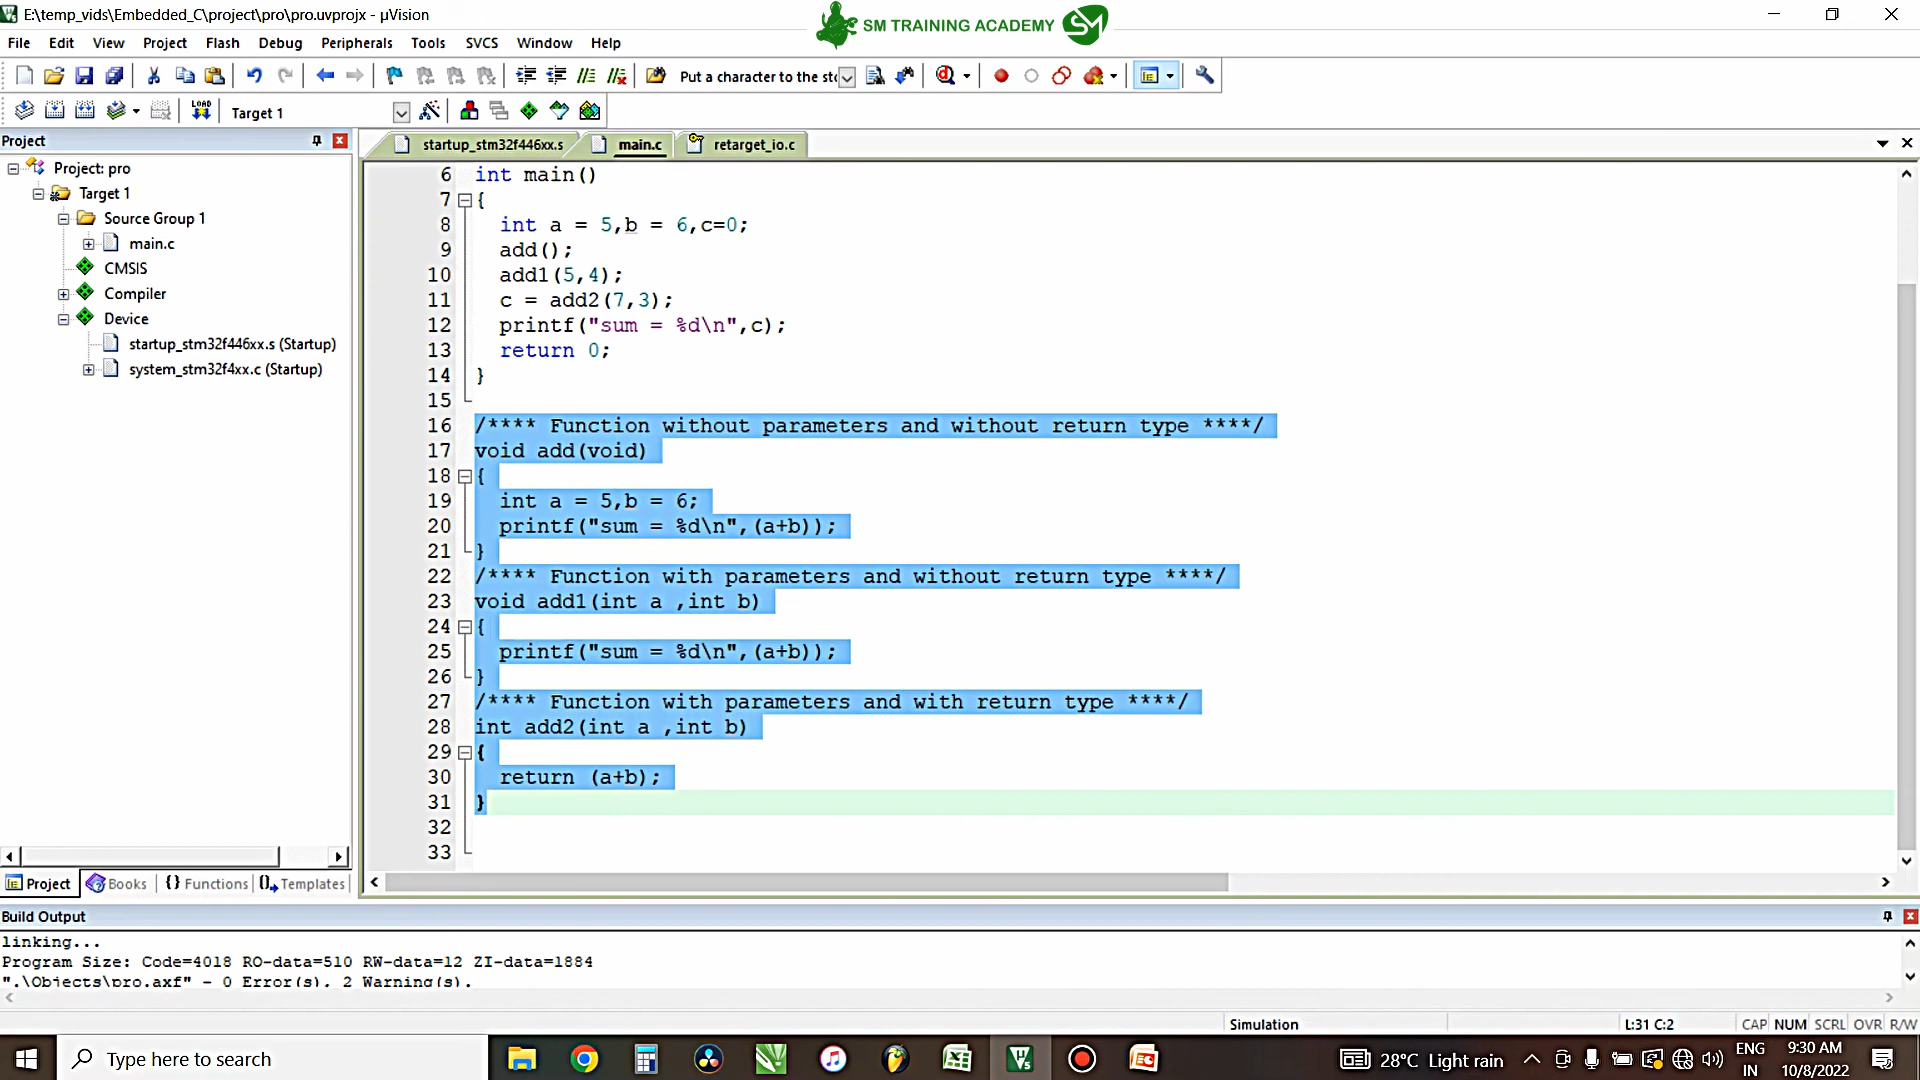 E:\temp_vids\Embedded_C\project\pro\pro.uvprojx - µVision
SM TRAINING ACADEMY SM
File Edit View Project Flash Debug Peripherals Tools SVCS Window Help
Put a character to the
LOAD Target 1
Project
startup_stm32f446xx.s main.c retarget_io.c
Project: pro
Target 1
Source Group 1
main.c
CMSIS
Compiler
Device
startup_stm32f446xx.s (Startup)
system_stm32f4xx.c (Startup)
6 int main()
7 {
8 int a = 5,b = 6,c=0;
9 add();
10 add1(5,4);
11 c = add2(7,3);
12 printf("sum = %d\n",c);
13 return 0;
14 }
15
16 /**** Function without parameters and without return type ****/
17 void add(void)
18 {
19 int a = 5,b = 6;
20 printf("sum = %d\n",(a+b));
21 }
22 /**** Function with parameters and without return type ****/
23 void add1(int a ,int b)
24 {
25 printf("sum = %d\n",(a+b));
26 }
27 /**** Function with parameters and with return type ****/
28 int add2(int a ,int b)
29 {
30 return (a+b);
31 }
32
33
Project Books {} Functions Templates
Build Output
linking...
Program Size: Code=4018 RO-data=510 RW-data=12 ZI-data=1884
".\Objects\pro.axf" - 0 Error(s), 2 Warning(s).
Simulation L:31 C:2 CAP NUM SCRL OVR R/W
Type here to search
28°C Light rain
ENG
IN
9:30 AM
10/8/2022